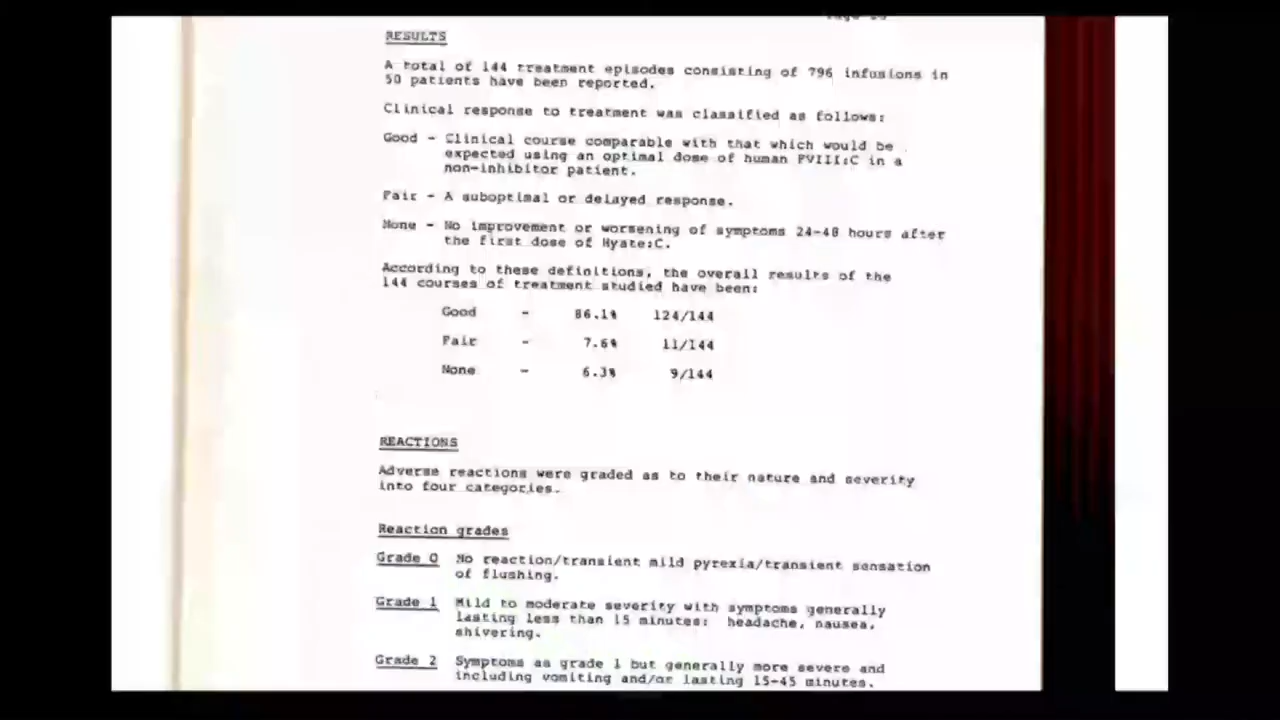 RESULTS
A total of 144 treatment episodes consisting of 796 infusions in
50 patients have been reported.
Clinical response to treatment was classified as follows:
Good - Clinical course comparable with that which would be
expected using an optimal dose of human FVIII:C in a
non-inhibitor patient.
Fair - A suboptimal or delayed response.
None - No improvement or worsening of symptoms 24-48 hours after
the first dose of Hyate:C.
According to these definitions, the overall results of the
144 courses of treatment studied have been:
Good - 86.1% 124/144
Fair - 7.6% 11/144
None - 6.3% 9/144
REACTIONS
Adverse reactions were graded as to their nature and severity
into four categories.
Reaction grades
Grade 0 No reaction/transient mild pyrexia/transient sensation
of flushing.
Grade 1 Mild to moderate severity with symptoms generally
lasting less than 15 minutes: headache, nausea,
shivering.
Grade 2 Symptoms as grade 1 but generally more severe and
including vomiting and/or lasting 15-45 minutes.